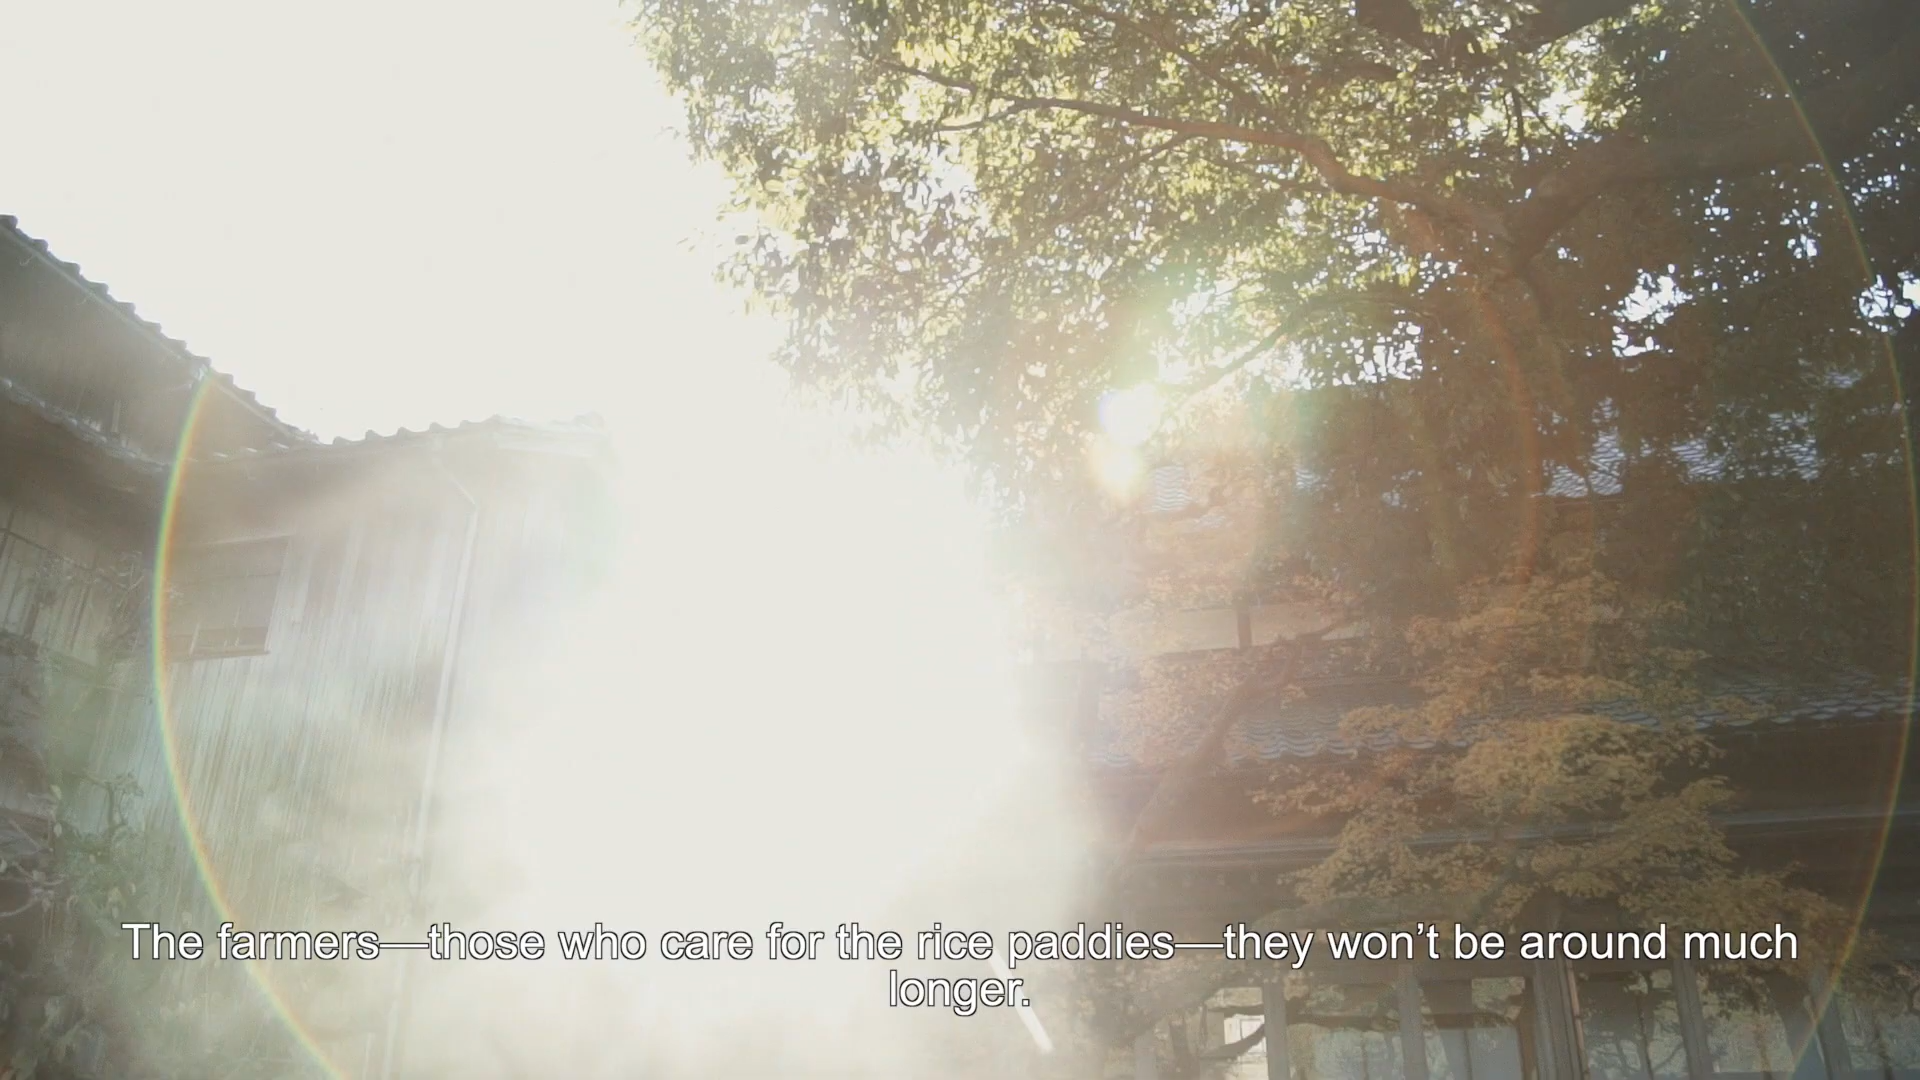 The farmers—those who care for the rice paddies—they won’t be around much
longer.